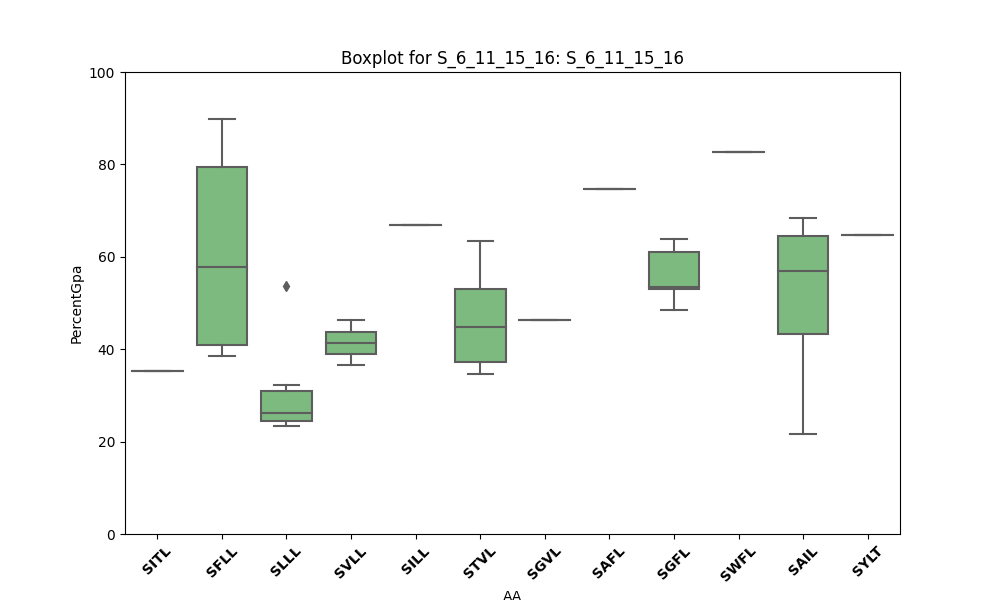 Boxplot for S_6_11_15_16: S_6_11_15_16
100
80
60
40
20
0
PercentGpa
SITL
SFLL
SLLL
SVLL
SILL
STVL
SGVL
SAFL
SGFL
SWFL
SAIL
SYLT
AA